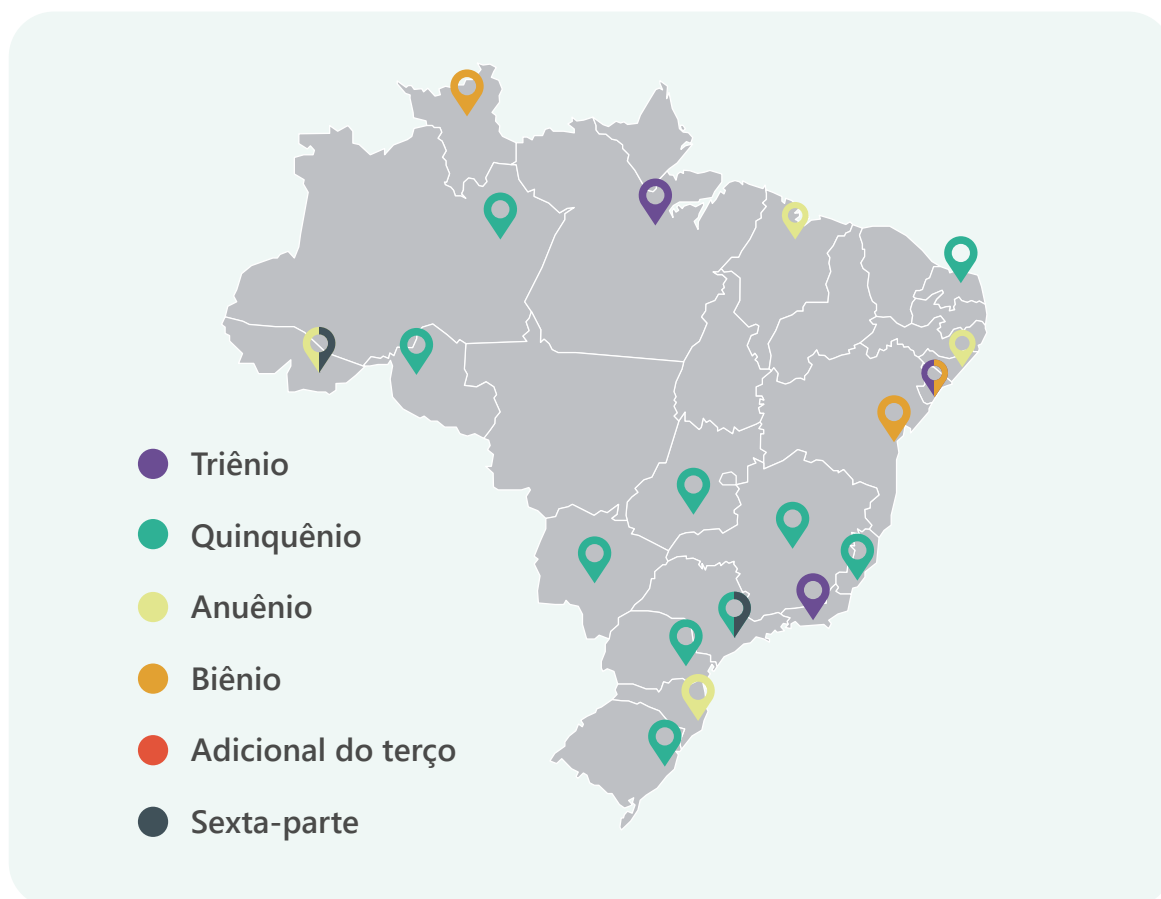 Triênio
Quinquênio
Anuênio
Biênio
Adicional do terço
Sexta-parte